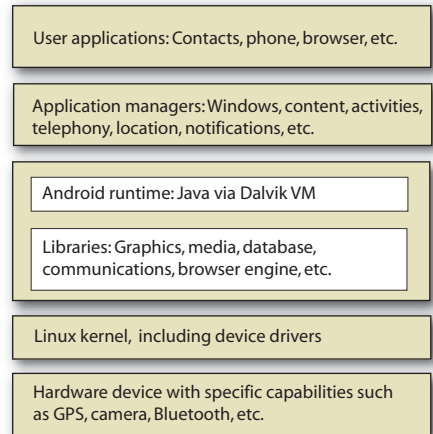 User applications: Contacts, phone, browser, etc.
Application managers: Windows, content, activities,
telephony, location, notifications, etc.
Android runtime: Java via Dalvik VM
Libraries: Graphics, media, database,
communications, browser engine, etc.
Linux kernel, including device drivers
Hardware device with specific capabilities such
as GPS, camera, Bluetooth, etc.